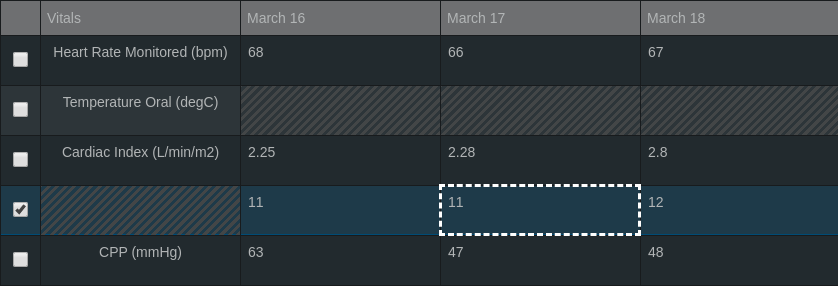 Vitals March 16 March 17 March 18
Heart Rate Monitored (bpm) 68 66 67
Temperature Oral (degC)
Cardiac Index (L/min/m2) 2.25 2.28 2.8
11 11 12
CPP (mmHg) 63 47 48